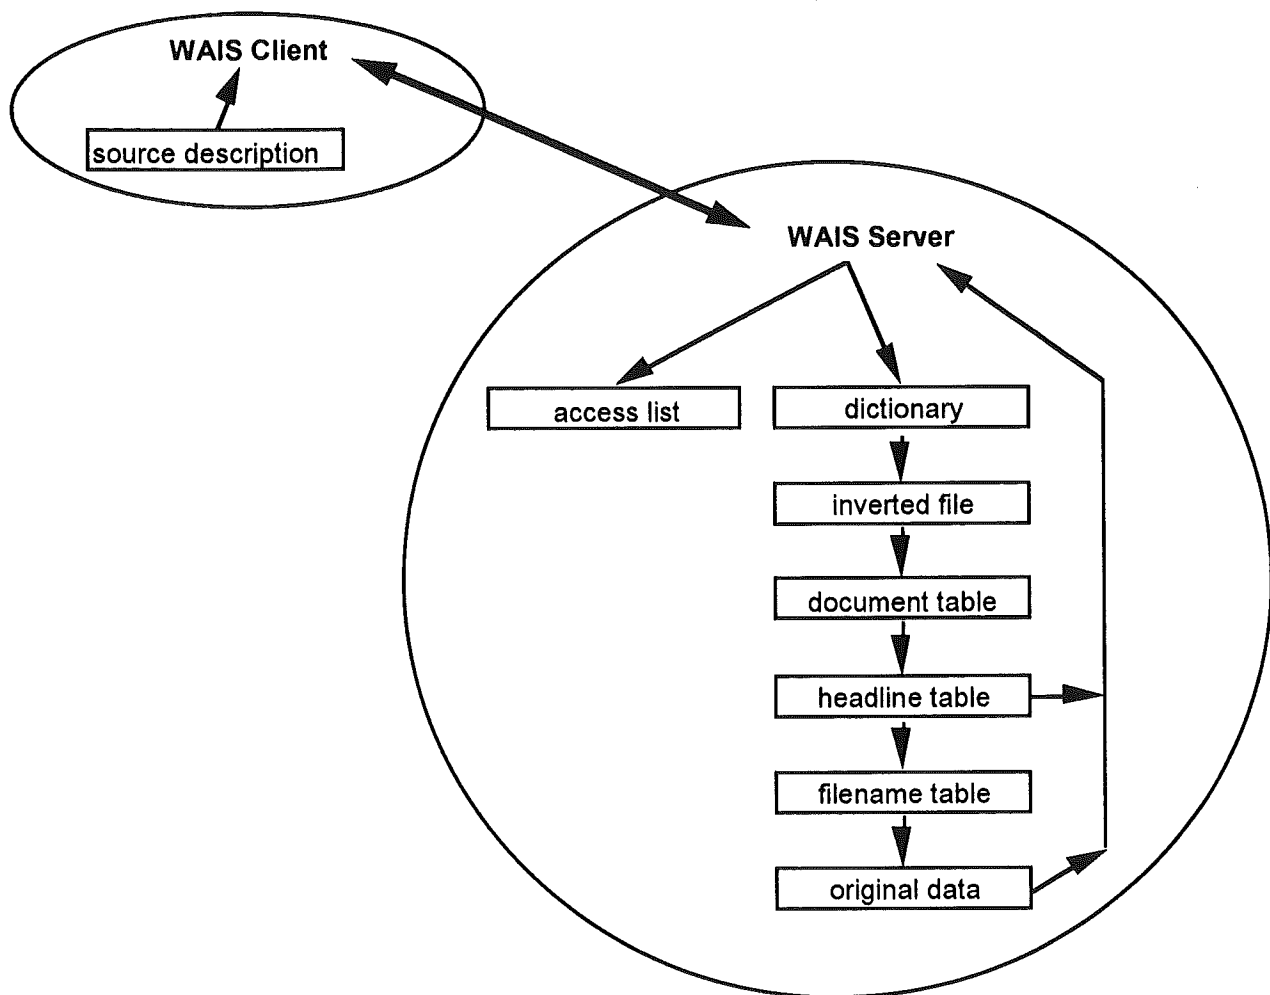 WAIS Client
source description
WAIS Server
access list
dictionary
inverted file
document table
headline table
filename table
original data